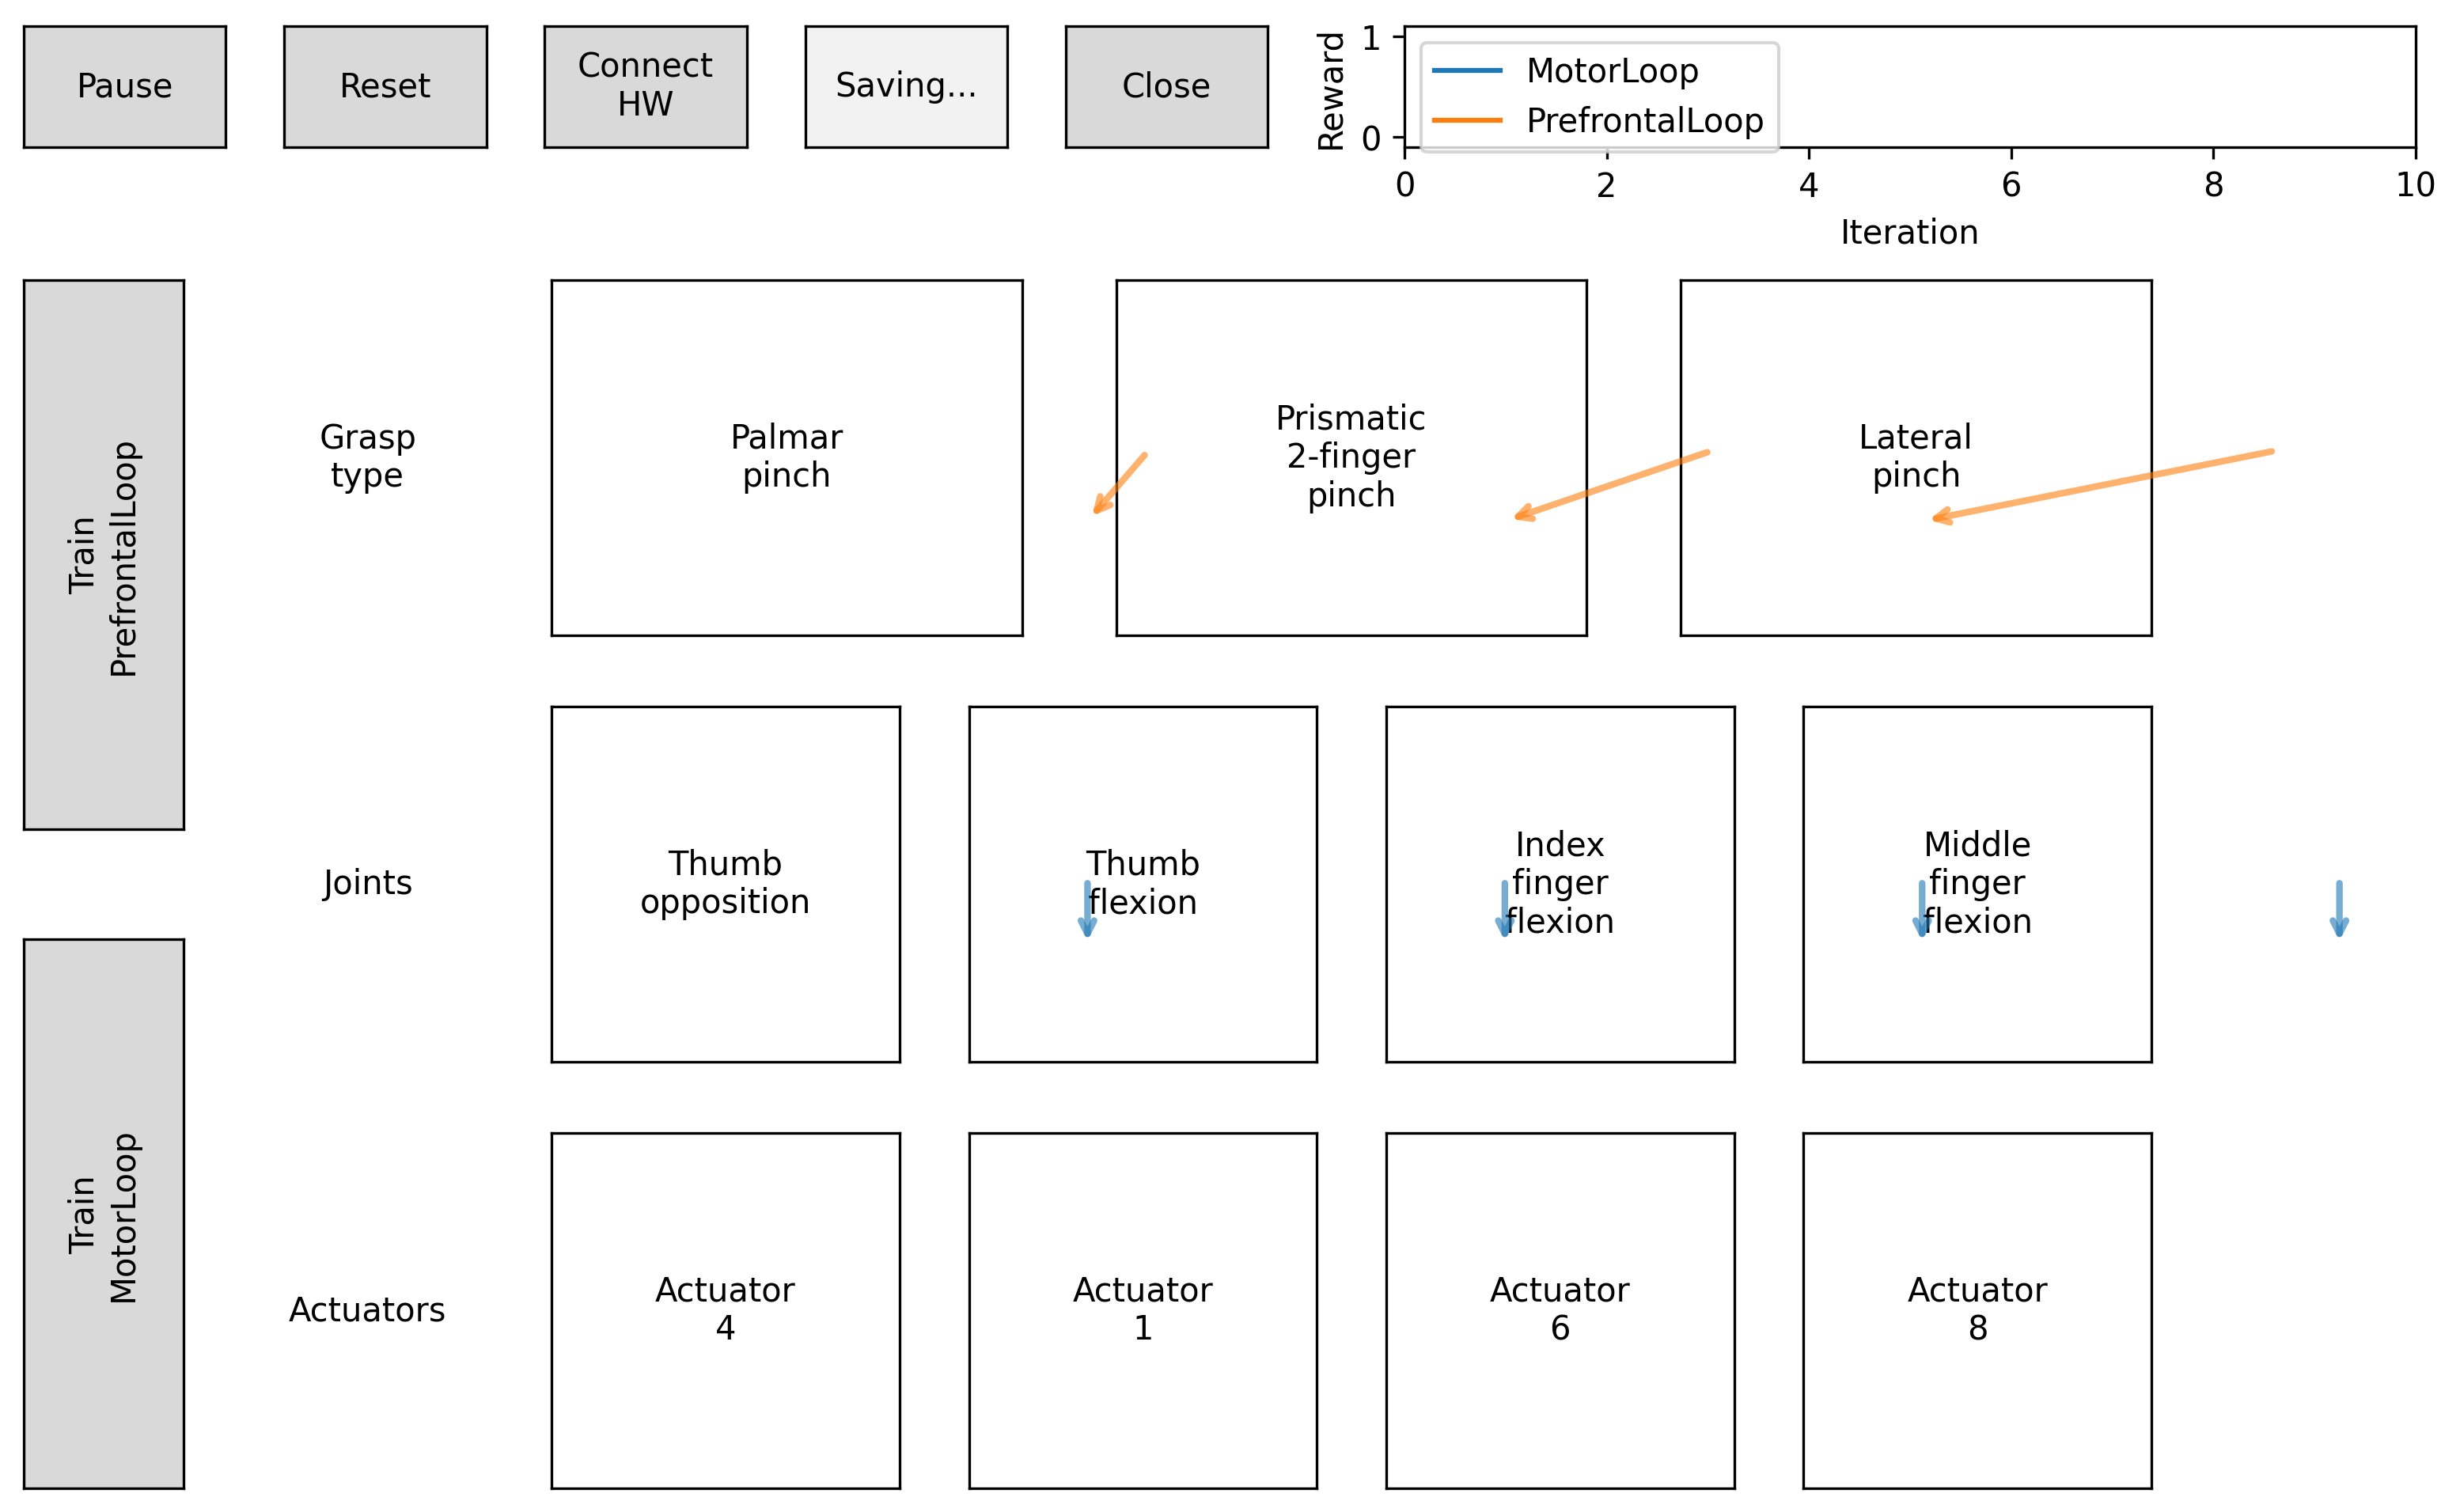 Pause
Reset
Connect
HW
Saving...
Close
Reward
1
0
MotorLoop
PrefrontalLoop
0
2
4
6
8
10
Iteration
Train
PrefrontalLoop
Grasp
type
Palmar
pinch
Prismatic
2-finger
pinch
Lateral
pinch
Joints
Thumb
opposition
Thumb
flexion
Index
finger
flexion
Middle
finger
flexion
Train
MotorLoop
Actuators
Actuator
4
Actuator
1
Actuator
6
Actuator
8